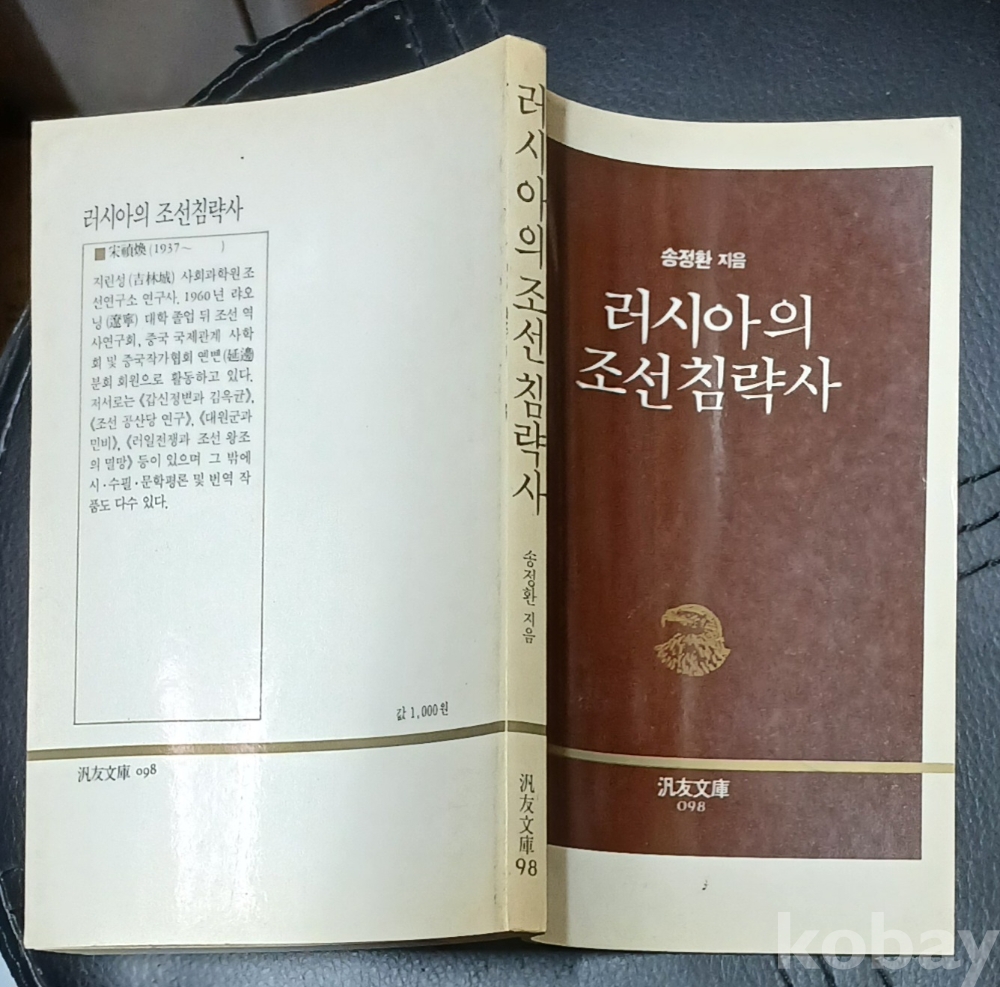 러시아의 조선침략사
■ 宋禎煥 (1937~ )
지린성(吉林城) 사회과학원 조
선연구소 연구사. 1960년 랴오
닝(遼寧) 대학 졸업 뒤 조선 역
사연구회, 중국 국제관계 사학
회 및 중국작가협회 옌볜(延邊)
분회 회원으로 활동하고 있다.
저서로는 《갑신정변과 김옥균》,
《조선 공산당 연구》, 《대원군과
민비》, 《러일전쟁과 조선 왕조
의 멸망》 등이 있으며 그 밖에
시·수필·문학평론 및 번역 작
품도 다수 있다.
값 1,000원
汎友文庫 098
러시아의 조선침략사
송정환 지음
汎友文庫 98
송정환 지음
러시아의
조선침략사
汎友文庫
098
kobay